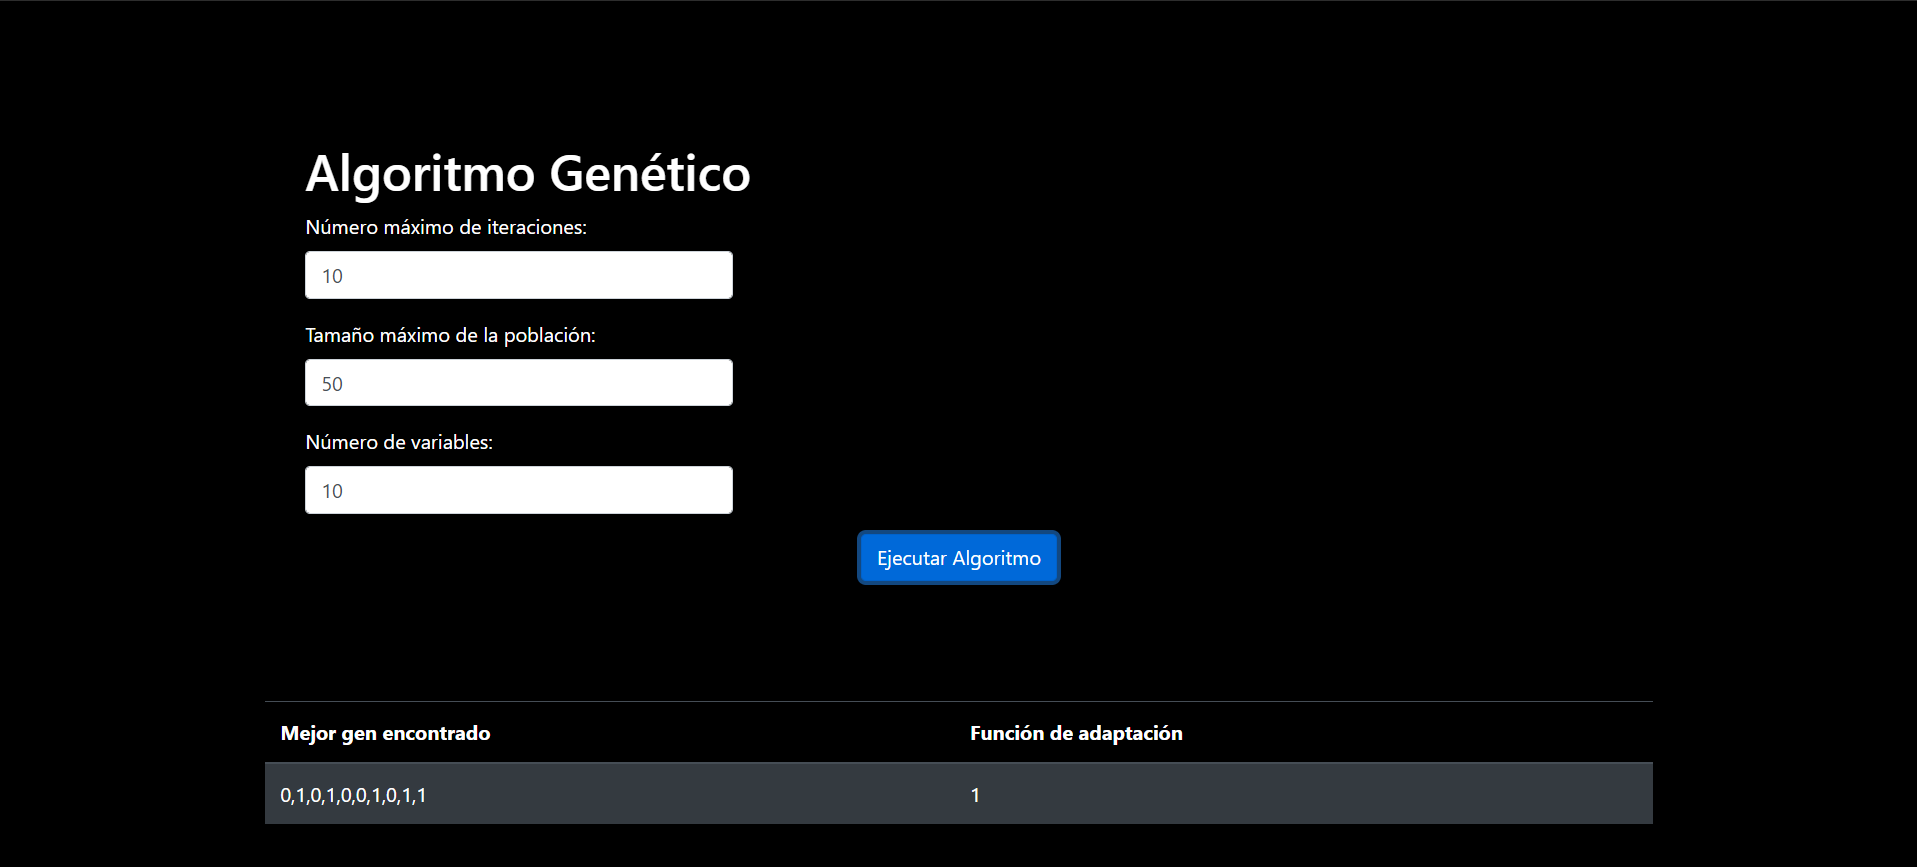 Algoritmo Genético
Número máximo de iteraciones:
10
Tamaño máximo de la población:
50
Número de variables:
10
Ejecutar Algoritmo
Mejor gen encontrado Función de adaptación
0,1,0,1,0,0,1,0,1,1 1